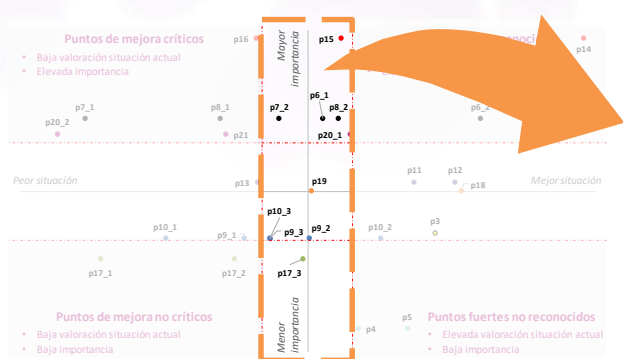 Puntos de mejora críticos
• Baja valoración situación actual
• Elevada importancia
p16
Mayor importancia
p15
p14
p7_1
p20_2
p8_1
p21
p7_2
p6_1
p8_2
p20_1
p6_2
Peor situación
p13
p19
p11
p12
p18
Mejor situación
p10_1
p9_1
p10_3
p9_3
p9_2
p10_2
p3
p17_1
p17_2
p17_3
Puntos de mejora no críticos
• Baja valoración situación actual
• Baja importancia
Menor importancia
p4
p5
Puntos fuertes no reconocidos
• Elevada valoración situación actual
• Baja importancia